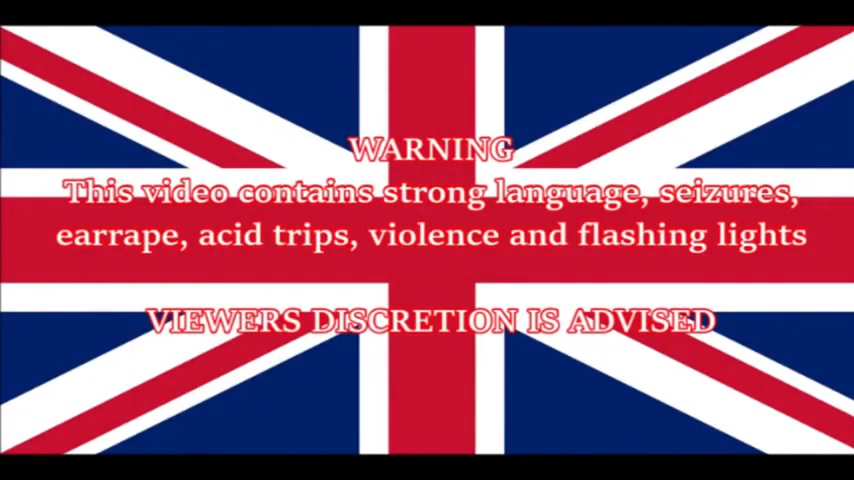 WARNING
This video contains strong language, seizures,
earrape, acid trips, violence and flashing lights
VIEWERS DISCRETION IS ADVISED